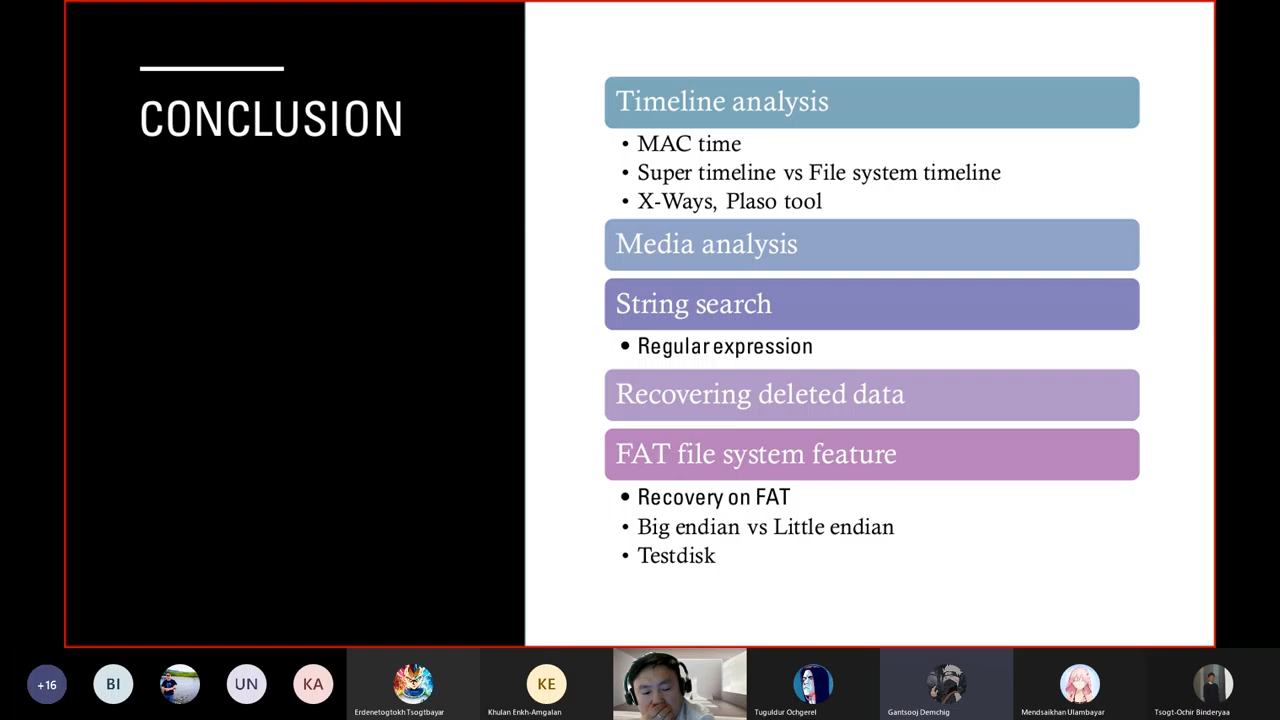 CONCLUSION
Timeline analysis
• MAC time
• Super timeline vs File system timeline
• X-Ways, Plaso tool
Media analysis
String search
• Regular expression
Recovering deleted data
FAT file system feature
• Recovery on FAT
• Big endian vs Little endian
• Testdisk
+16
BI
UN
KA
KE
Erdenetogtokh Tsogtbayar
Khulan Enkh-Amgalan
Tuguldur Ochgerel
Gantsooj Demchig
Mendsaikhan Ulambayar
Tsogt-Ochir Binderyaa